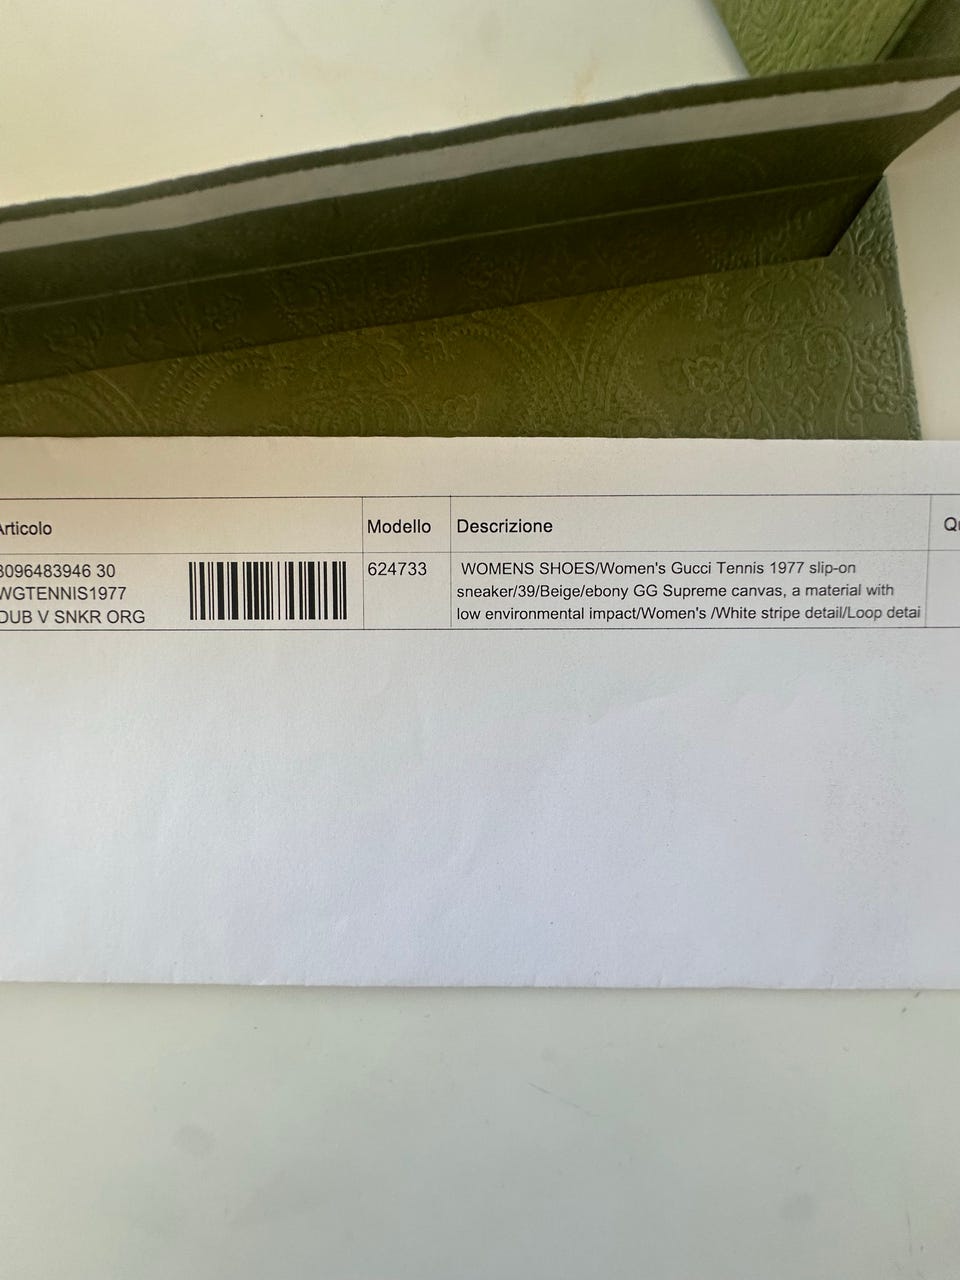 Articolo
Modello
Descrizione
8096483946 30
WGTENNIS1977
DUB V SNKR ORG
624733
WOMENS SHOES/Women's Gucci Tennis 1977 slip-on
sneaker/39/Beige/ebony GG Supreme canvas, a material with
low environmental impact/Women's /White stripe detail/Loop detai